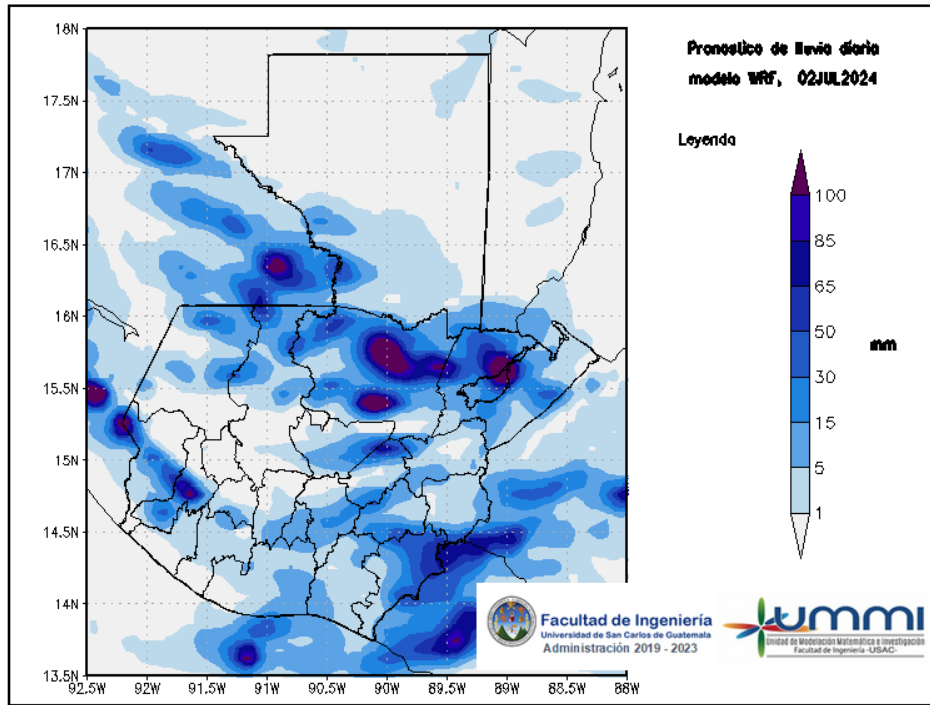 Pronostico de lluvia diaria
modelo WRF, 02JUL2024
Leyenda
100
85
65
50
30
15
5
1
mm
18N
17.5N
17N
16.5N
16N
15.5N
15N
14.5N
14N
13.5N
92.5W
92W
91.5W
91W
90.5W
90W
89.5W
89W
88.5W
88W
Facultad de Ingeniería
Universidad de San Carlos de Guatemala
Administración 2019 - 2023
UMMI
Unidad de Modelación Matemática e Investigación
Facultad de Ingeniería -USAC-